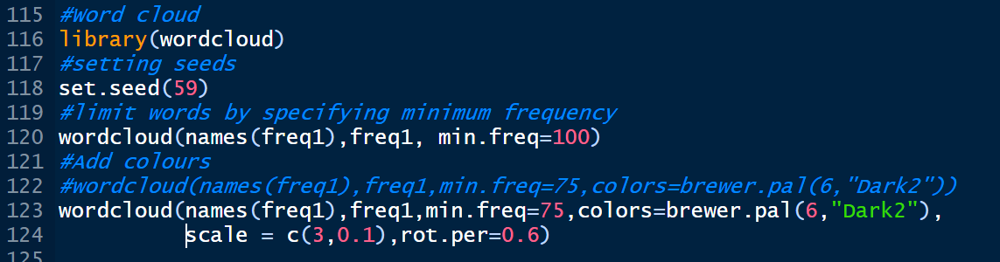 115 #word cloud
116 library(wordcloud)
117 #setting seeds
118 set.seed(59)
119 #limit words by specifying minimum frequency
120 wordcloud(names(freq1),freq1, min.freq=100)
121 #Add colours
122 #wordcloud(names(freq1),freq1,min.freq=75,colors=brewer.pal(6,"Dark2"))
123 wordcloud(names(freq1),freq1,min.freq=75,colors=brewer.pal(6,"Dark2"),
124 scale = c(3,0.1),rot.per=0.6)
125